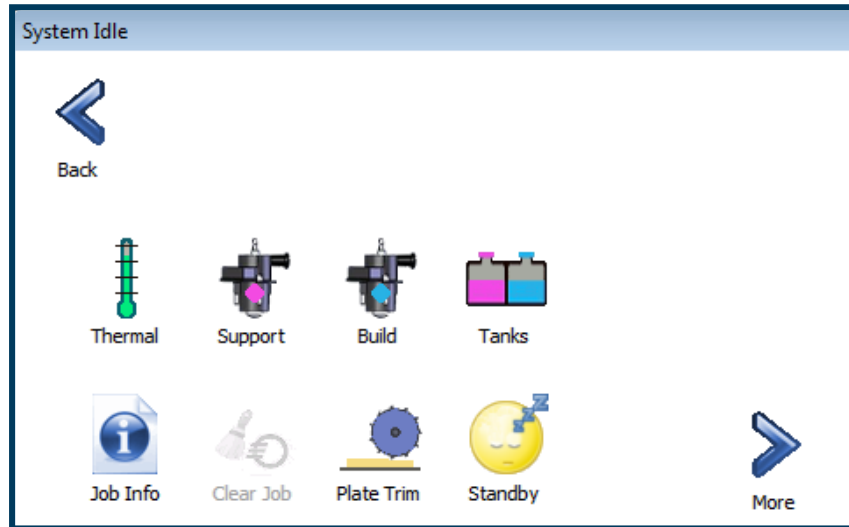 System Idle
Back
Thermal Support Build Tanks
Job Info Clear Job Plate Trim Standby
More